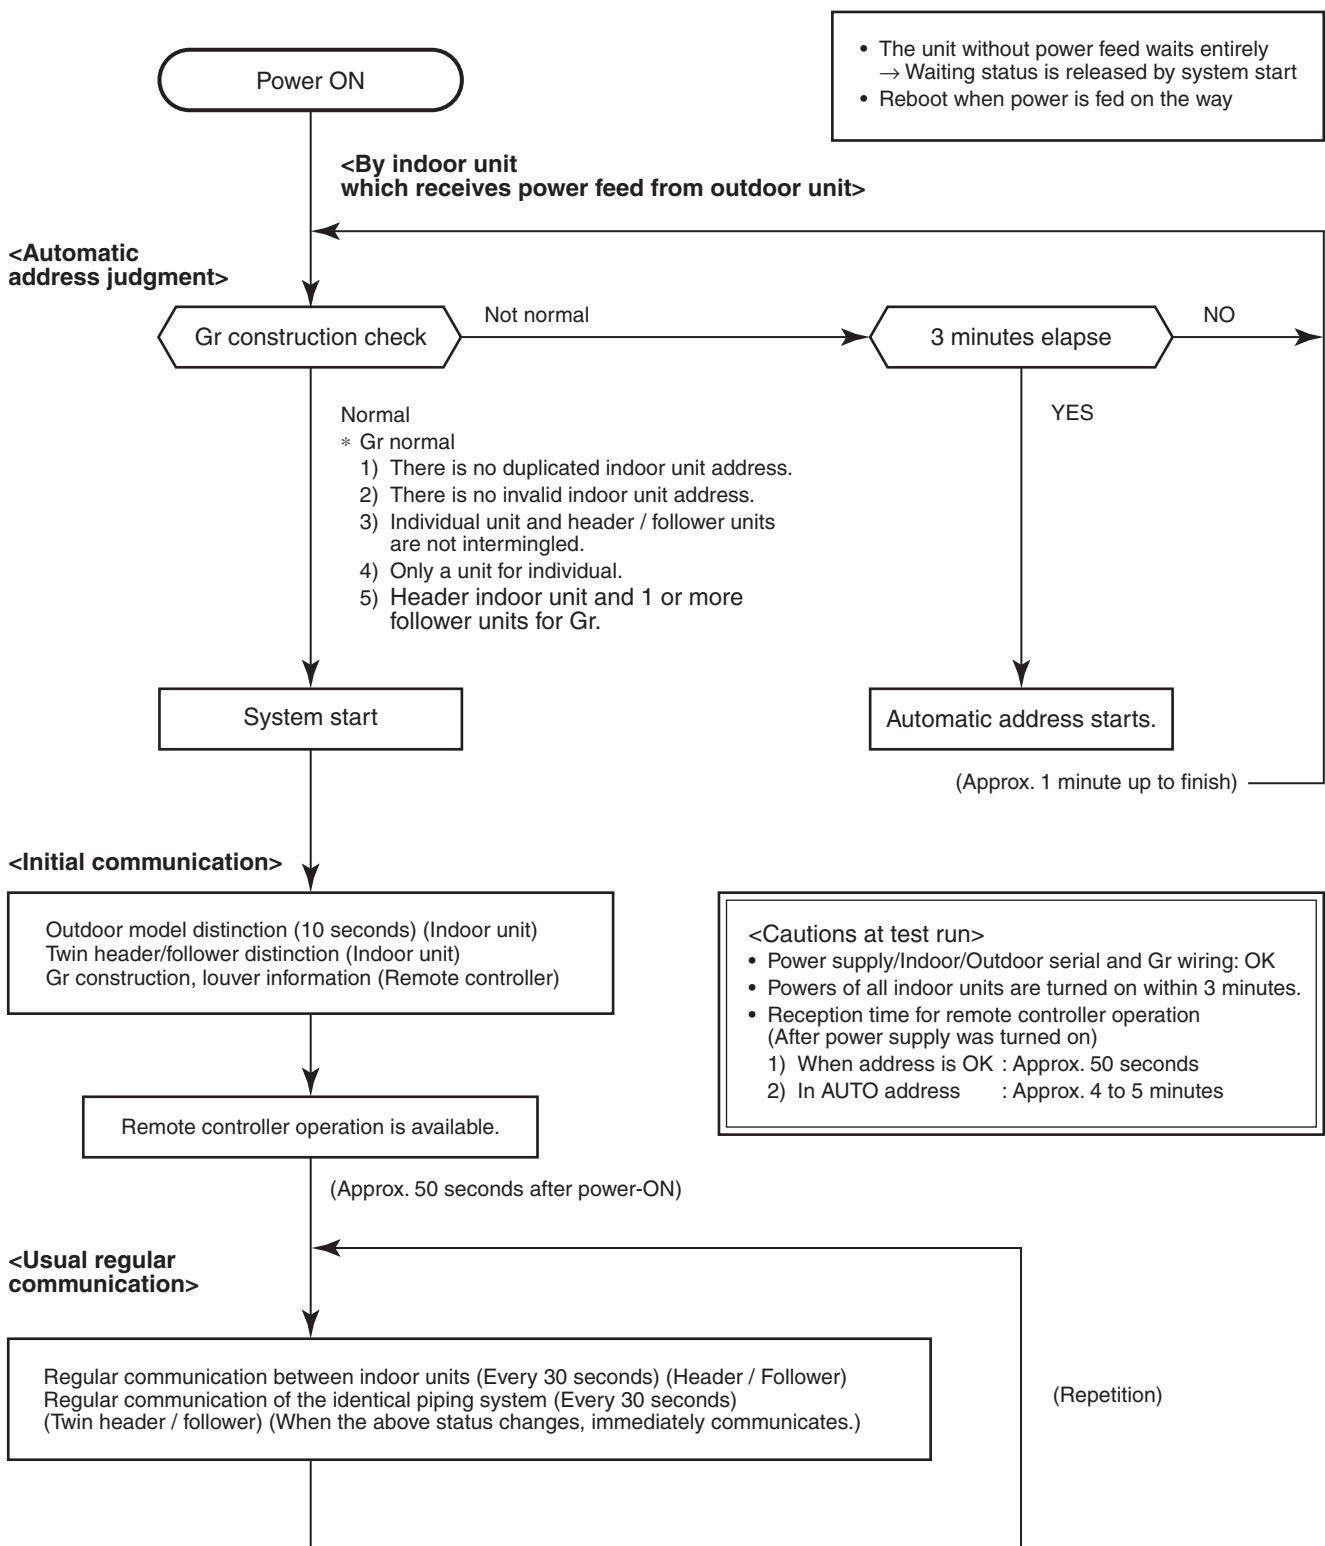 Power ON
• The unit without power feed waits entirely
→ Waiting status is released by system start
• Reboot when power is fed on the way
<By indoor unit
which receives power feed from outdoor unit>
<Automatic
address judgment>
Gr construction check
Not normal
3 minutes elapse
NO
YES
Normal
* Gr normal
1) There is no duplicated indoor unit address.
2) There is no invalid indoor unit address.
3) Individual unit and header / follower units
are not intermingled.
4) Only a unit for individual.
5) Header indoor unit and 1 or more
follower units for Gr.
System start
Automatic address starts.
(Approx. 1 minute up to finish)
<Initial communication>
Outdoor model distinction (10 seconds) (Indoor unit)
Twin header/follower distinction (Indoor unit)
Gr construction, louver information (Remote controller)
<Cautions at test run>
• Power supply/Indoor/Outdoor serial and Gr wiring: OK
• Powers of all indoor units are turned on within 3 minutes.
• Reception time for remote controller operation
(After power supply was turned on)
1) When address is OK : Approx. 50 seconds
2) In AUTO address : Approx. 4 to 5 minutes
Remote controller operation is available.
(Approx. 50 seconds after power-ON)
<Usual regular
communication>
Regular communication between indoor units (Every 30 seconds) (Header / Follower)
Regular communication of the identical piping system (Every 30 seconds)
(Twin header / follower) (When the above status changes, immediately communicates.)
(Repetition)